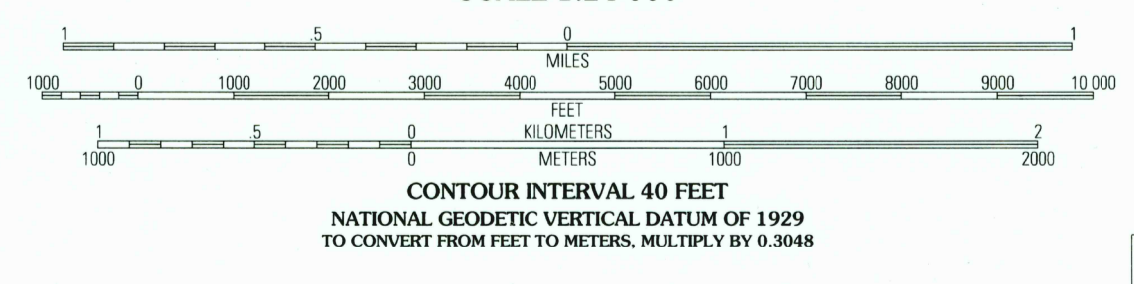 1 .5 0 1
MILES
1000 0 1000 2000 3000 4000 5000 6000 7000 8000 9000 10 000
FEET
1 .5 0 KILOMETERS 1 2
1000 0 METERS 1000 2000
CONTOUR INTERVAL 40 FEET
NATIONAL GEODETIC VERTICAL DATUM OF 1929
TO CONVERT FROM FEET TO METERS, MULTIPLY BY 0.3048